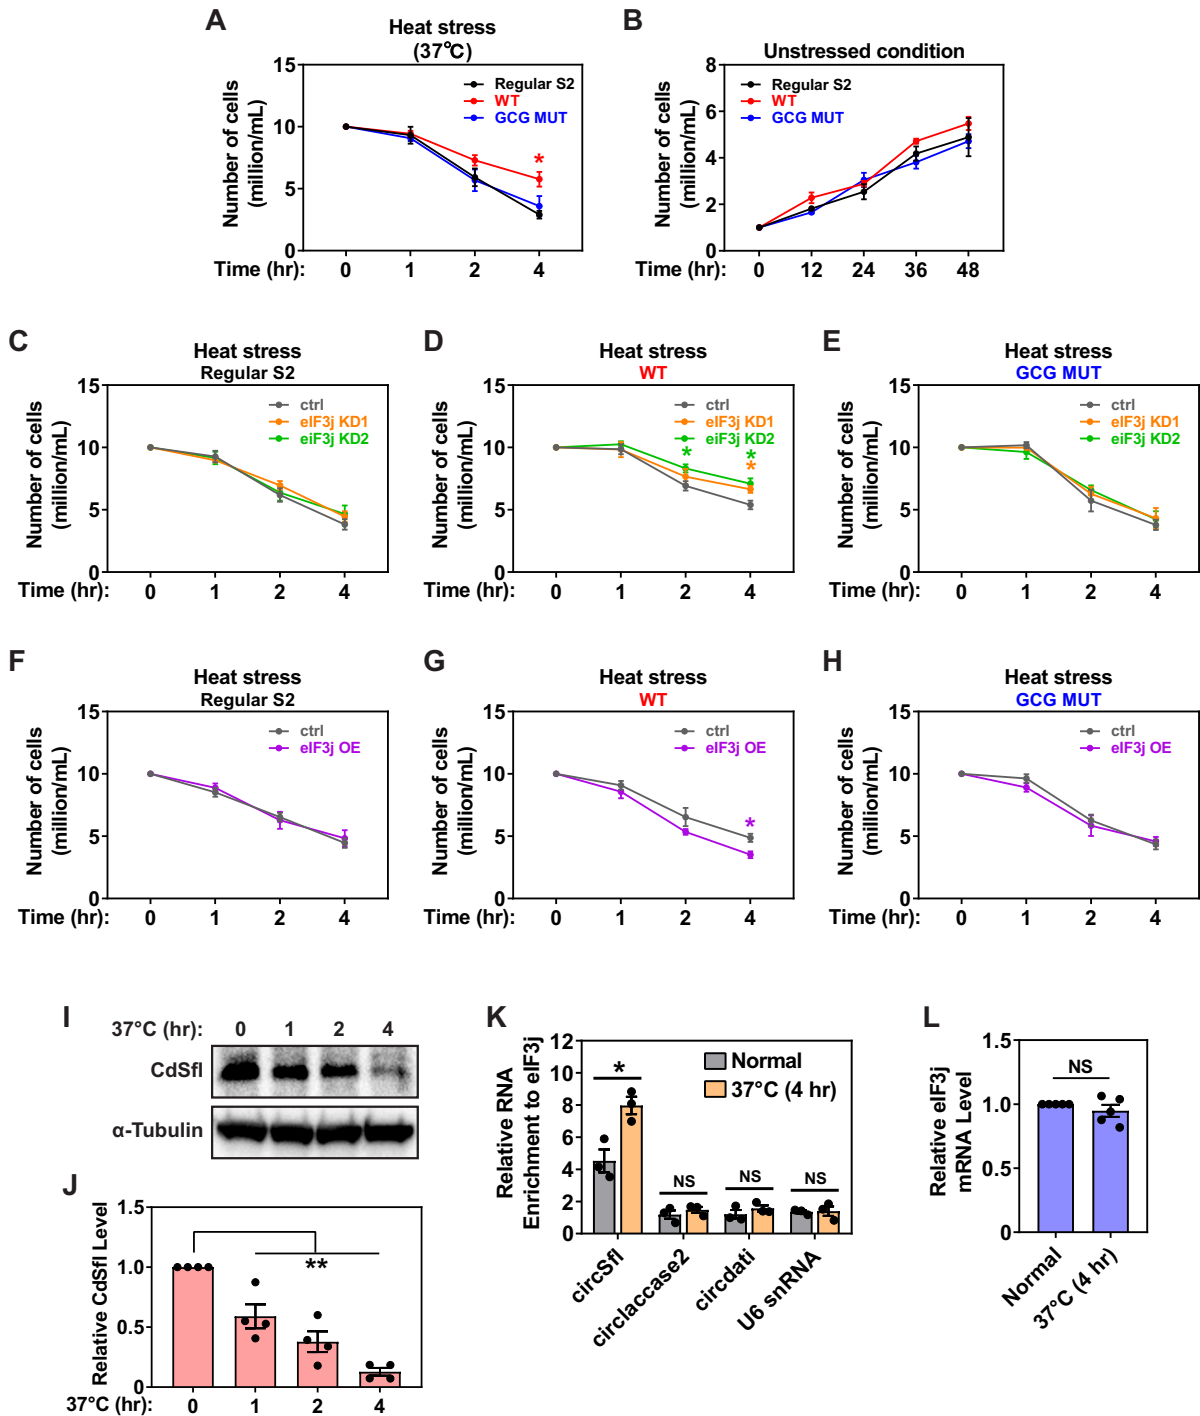 A
Heat stress
(37°C)
Number of cells
(million/mL)
15
10
5
0
Regular S2
WT
GCG MUT
*
Time (hr): 0 1 2 4
B
Unstressed condition
Number of cells
(million/mL)
8
6
4
2
0
Regular S2
WT
GCG MUT
Time (hr): 0 12 24 36 48
C
Heat stress
Regular S2
Number of cells
(million/mL)
15
10
5
0
ctrl
eIF3j KD1
eiF3j KD2
Time (hr): 0 1 2 4
D
Heat stress
WT
Number of cells
(million/mL)
15
10
5
0
ctrl
eIF3j KD1
eiF3j KD2
* *
*
Time (hr): 0 1 2 4
E
Heat stress
GCG MUT
Number of cells
(million/mL)
15
10
5
0
ctrl
eIF3j KD1
eiF3j KD2
Time (hr): 0 1 2 4
F
Heat stress
Regular S2
Number of cells
(million/mL)
15
10
5
0
ctrl
eIF3j OE
Time (hr): 0 1 2 4
G
Heat stress
WT
Number of cells
(million/mL)
15
10
5
0
ctrl
eIF3j OE
*
Time (hr): 0 1 2 4
H
Heat stress
GCG MUT
Number of cells
(million/mL)
15
10
5
0
ctrl
eIF3j OE
Time (hr): 0 1 2 4
I
37°C (hr): 0 1 2 4
CdSfl
α-Tubulin
J
Relative CdSfl Level
1.5
1.0
0.5
0
**
37°C (hr): 0 1 2 4
K
Relative RNA
Enrichment to eIF3j
12
10
8
6
4
2
0
Normal
37°C (4 hr)
*
NS
NS
NS
circSfl
circlaccase2
circdati
U6 snRNA
L
Relative eIF3j
mRNA Level
1.5
1.0
0.5
0
NS
Normal
37°C (4 hr)